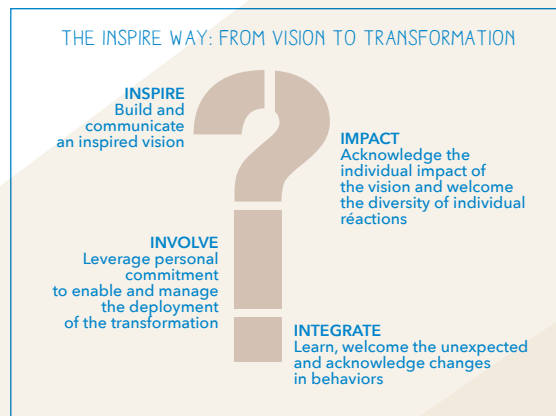 THE INSPIRE WAY: FROM VISION TO TRANSFORMATION
INSPIRE
Build and
communicate
an inspired vision
IMPACT
Acknowledge the
individual impact of
the vision and welcome
the diversity of individual
réactions
INVOLVE
Leverage personal
commitment
to enable and manage
the deployment
of the transformation
INTEGRATE
Learn, welcome the unexpected
and acknowledge changes
in behaviors